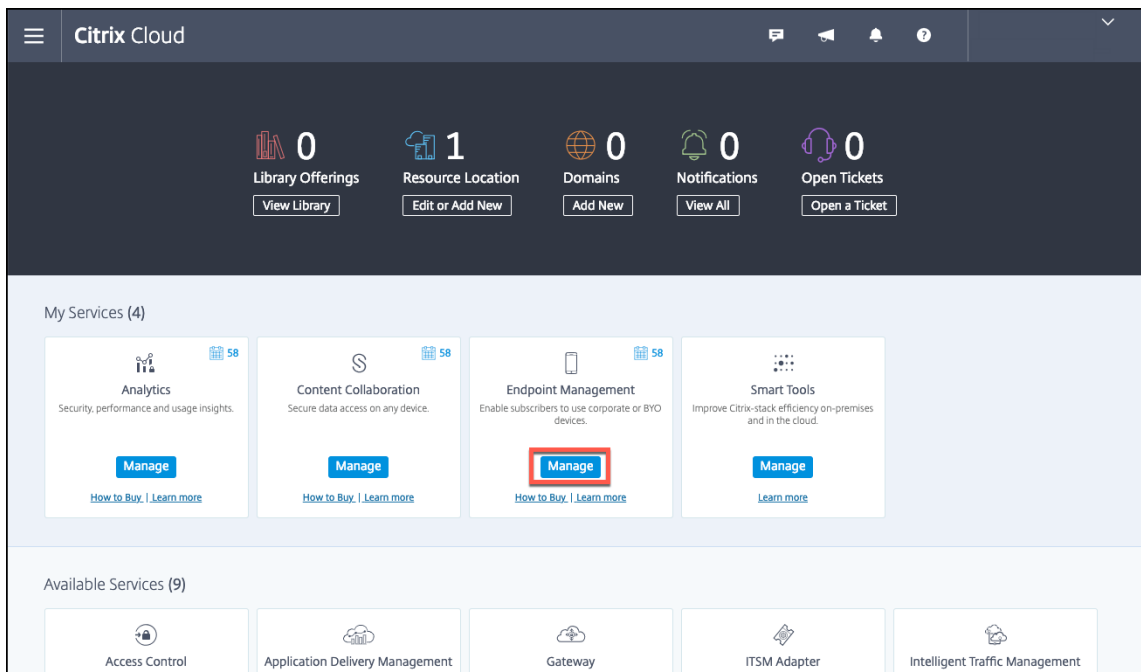 Citrix Cloud
?
0 1 0 0 0
Library Offerings Resource Location Domains Notifications Open Tickets
View Library Edit or Add New Add New View All Open a Ticket
My Services (4)
58 58 58
Analytics Content Collaboration Endpoint Management Smart Tools
Security, performance and usage insights. Secure data access on any device. Enable subscribers to use corporate or BYO Improve Citrix-stack efficiency on-premises
devices. and in the cloud.
Manage Manage Manage Manage
How to Buy | Learn more How to Buy | Learn more How to Buy | Learn more Learn more
Available Services (9)
Access Control Application Delivery Management Gateway ITSM Adapter Intelligent Traffic Management